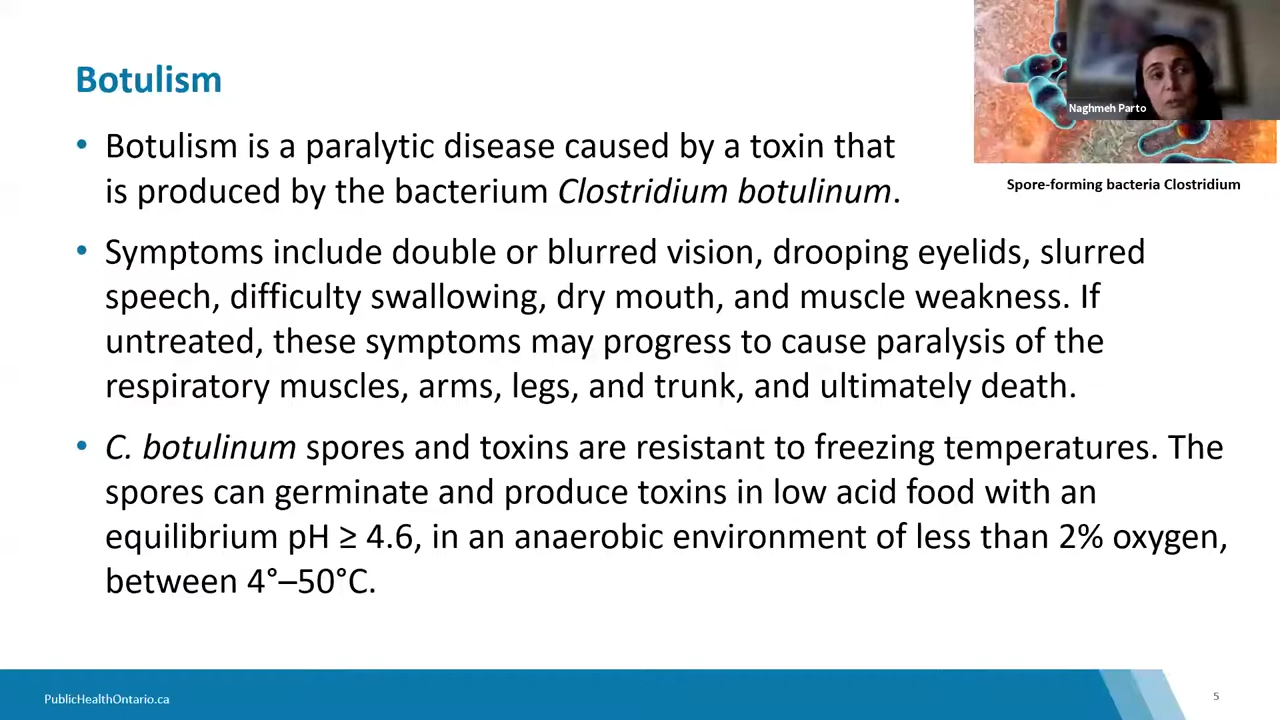 Botulism
Naghmeh Parto
• Botulism is a paralytic disease caused by a toxin that
is produced by the bacterium Clostridium botulinum.
Spore-forming bacteria Clostridium
• Symptoms include double or blurred vision, drooping eyelids, slurred
speech, difficulty swallowing, dry mouth, and muscle weakness. If
untreated, these symptoms may progress to cause paralysis of the
respiratory muscles, arms, legs, and trunk, and ultimately death.
• C. botulinum spores and toxins are resistant to freezing temperatures. The
spores can germinate and produce toxins in low acid food with an
equilibrium pH ≥ 4.6, in an anaerobic environment of less than 2% oxygen,
between 4°–50°C.
PublicHealthOntario.ca
5